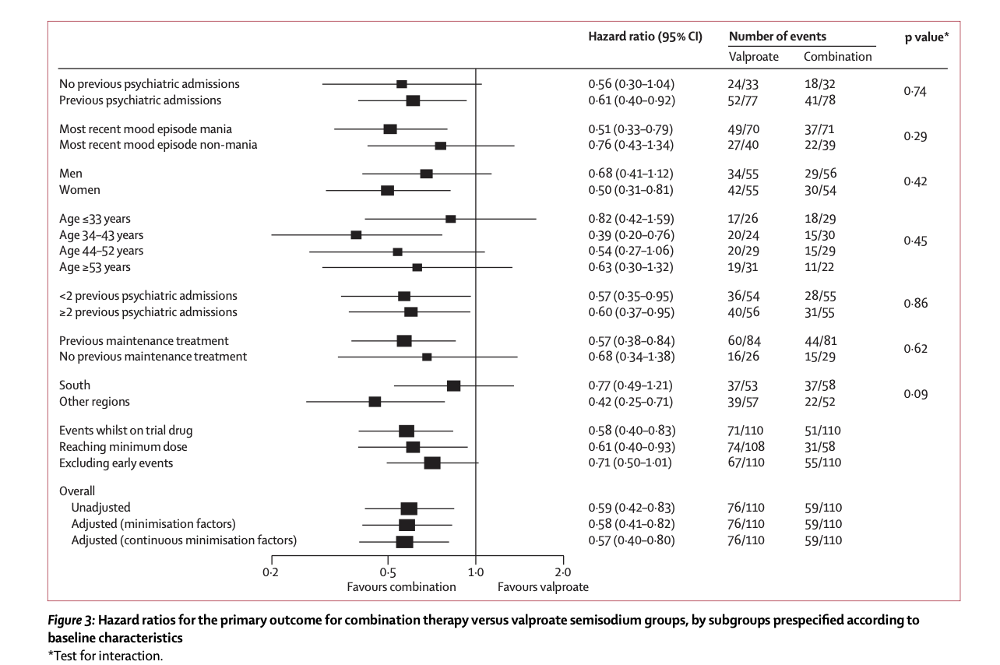 Hazard ratio (95% CI) Number of events p value*
Valproate Combination
No previous psychiatric admissions 0·56 (0·30–1·04) 24/33 18/32
0·74
Previous psychiatric admissions 0·61 (0·40–0·92) 52/77 41/78
Most recent mood episode mania 0·51 (0·33–0·79) 49/70 37/71
0·29
Most recent mood episode non-mania 0·76 (0·43–1·34) 27/40 22/39
Men 0·68 (0·41–1·12) 34/55 29/56
0·42
Women 0·50 (0·31–0·81) 42/55 30/54
Age ≤33 years 0·82 (0·42–1·59) 17/26 18/29
Age 34–43 years 0·39 (0·20–0·76) 20/24 15/30
0·45
Age 44–52 years 0·54 (0·27–1·06) 20/29 15/29
Age ≥53 years 0·63 (0·30–1·32) 19/31 11/22
<2 previous psychiatric admissions 0·57 (0·35–0·95) 36/54 28/55
0·86
≥2 previous psychiatric admissions 0·60 (0·37–0·95) 40/56 31/55
Previous maintenance treatment 0·57 (0·38–0·84) 60/84 44/81
0·62
No previous maintenance treatment 0·68 (0·34–1·38) 16/26 15/29
South 0·77 (0·49–1·21) 37/53 37/58
0·09
Other regions 0·42 (0·25–0·71) 39/57 22/52
Events whilst on trial drug 0·58 (0·40–0·83) 71/110 51/110
Reaching minimum dose 0·61 (0·40–0·93) 74/108 31/58
Excluding early events 0·71 (0·50–1·01) 67/110 55/110
Overall
Unadjusted 0·59 (0·42–0·83) 76/110 59/110
Adjusted (minimisation factors) 0·58 (0·41–0·82) 76/110 59/110
Adjusted (continuous minimisation factors) 0·57 (0·40–0·80) 76/110 59/110
0·2 0·5 1·0 2·0
Favours combination Favours valproate
Figure 3: Hazard ratios for the primary outcome for combination therapy versus valproate semisodium groups, by subgroups prespecified according to
baseline characteristics
*Test for interaction.